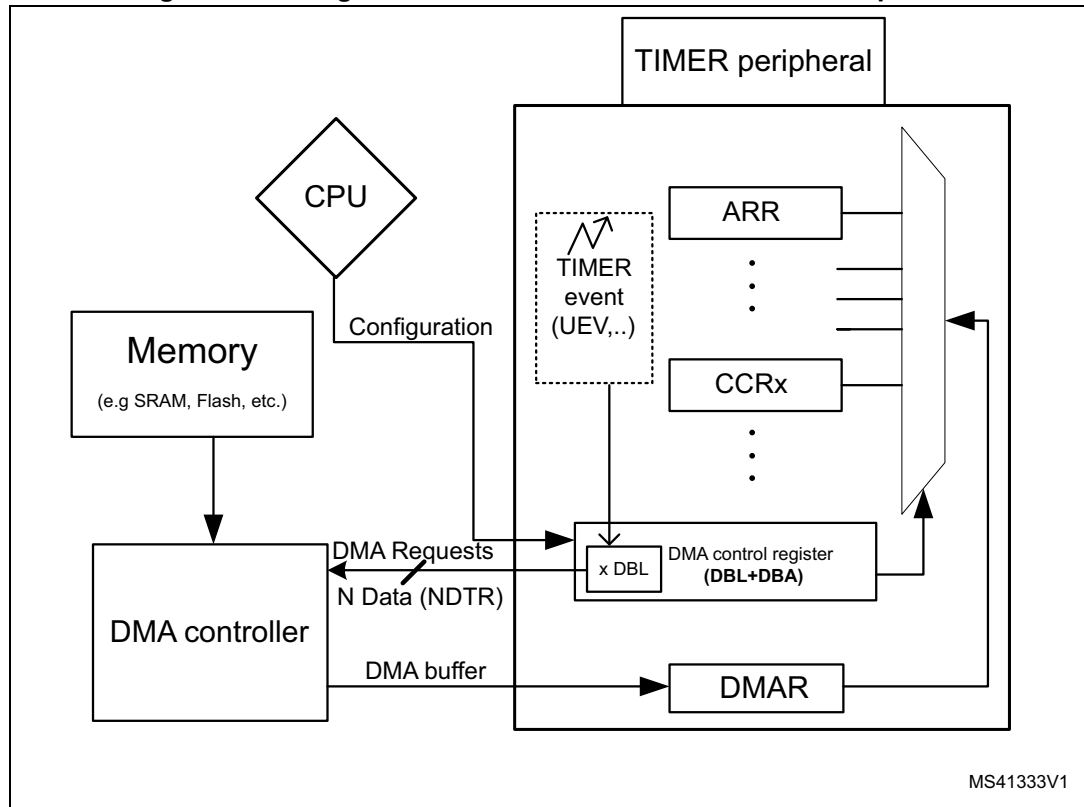 TIMER peripheral
CPU
ARR
TIMER
event
(UEV,..)
Configuration
Memory
(e.g SRAM, Flash, etc.)
CCRx
DMA Requests
x DBL
DMA control register
(DBL+DBA)
N Data (NDTR)
DMA controller
DMA buffer
DMAR
MS41333V1